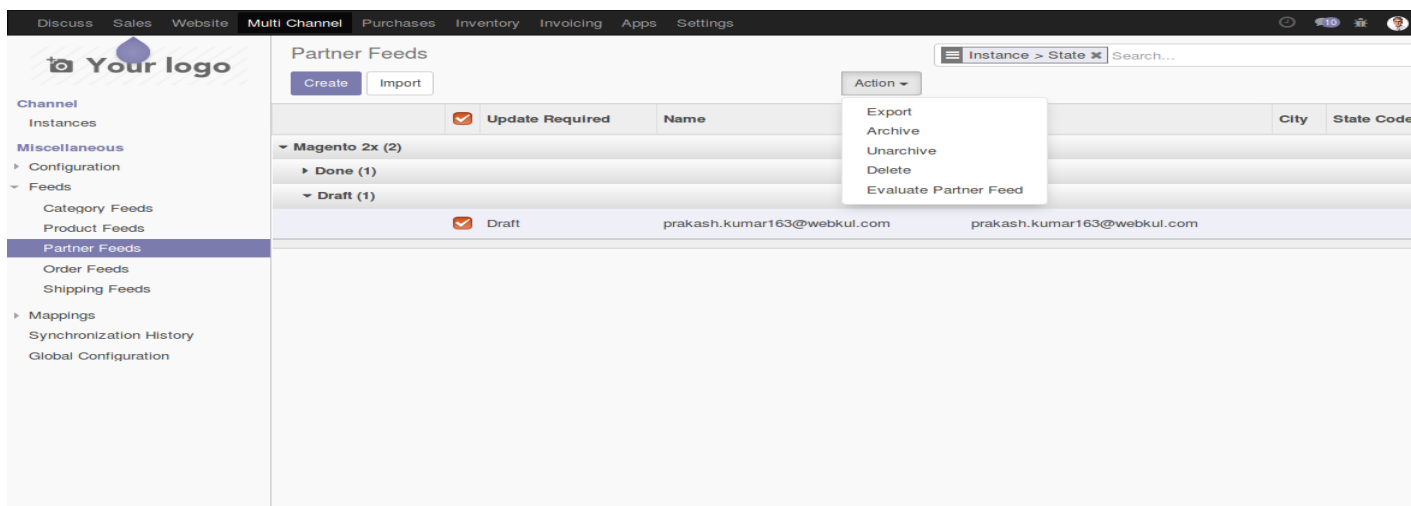 Discuss Sales Website Multi Channel Purchases Inventory Invoicing Apps Settings 10
Your logo
Channel
Instances
Miscellaneous
Configuration
Feeds
Category Feeds
Product Feeds
Partner Feeds
Order Feeds
Shipping Feeds
Mappings
Synchronization History
Global Configuration
Partner Feeds
Instance > State Search...
Create Import Action
Export
Archive
Unarchive
Delete
Evaluate Partner Feed
Update Required Name City State Code
Magento 2x (2)
Done (1)
Draft (1)
Draft prakash.kumar163@webkul.com prakash.kumar163@webkul.com